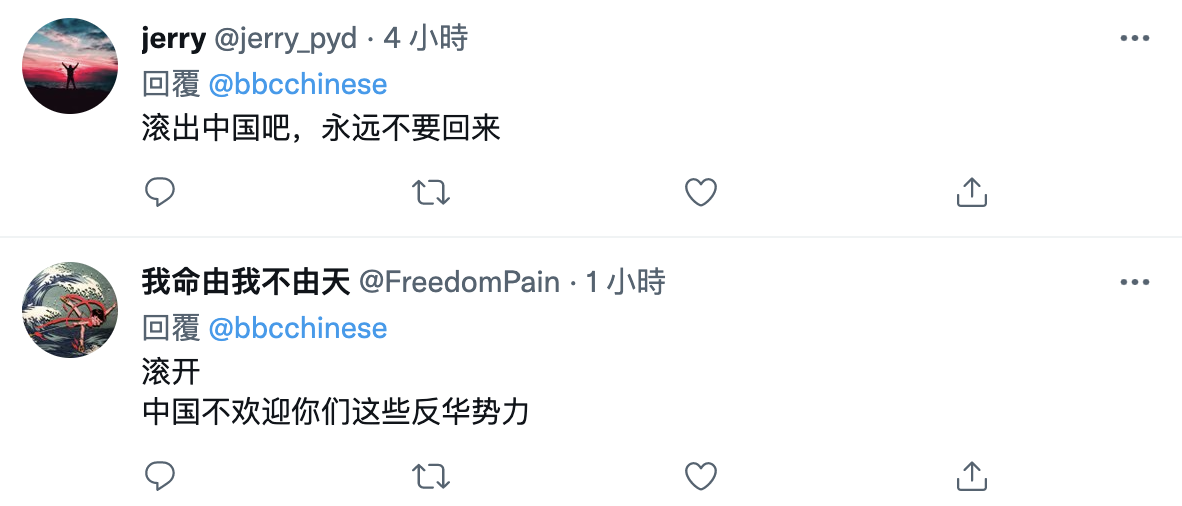 jerry @jerry_pyd · 4 小時
回覆 @bbcchinese
滚出中国吧，永远不要回来
我命由我不由天 @FreedomPain · 1 小時
回覆 @bbcchinese
滚开
中国不欢迎你们这些反华势力